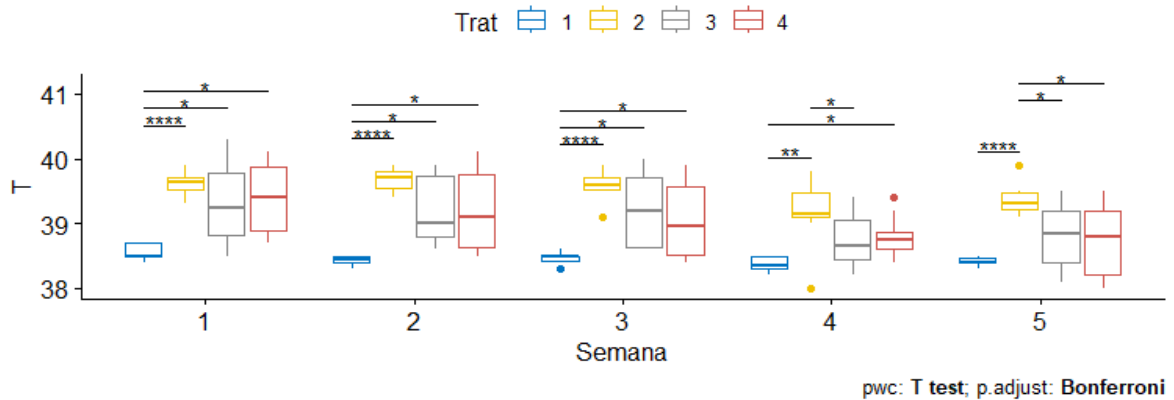 Trat 1 2 3 4
* * * * *
* * * * * *
**** **** **** ** ****
T
41
40
39
38
1 2 3 4 5
Semana
pwc: T test; p.adjust: Bonferroni